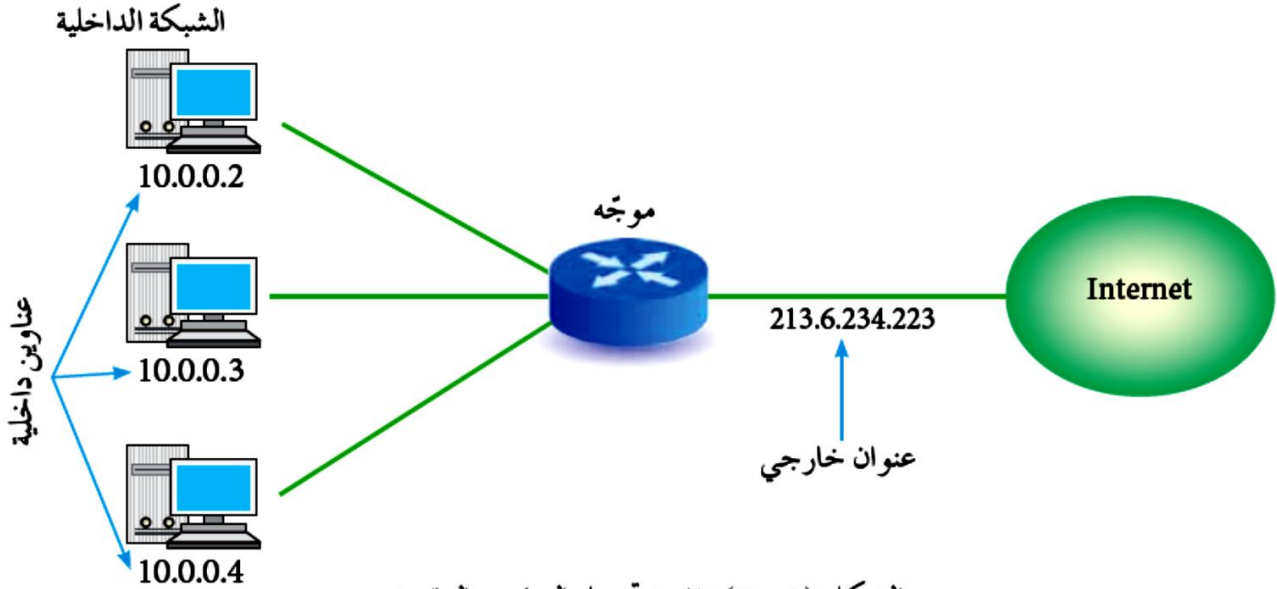 الشبكة الداخلية
10.0.0.2
موجّه
Internet
213.6.234.223
10.0.0.3
عناوين داخلية
عنوان خارجي
10.0.0.4